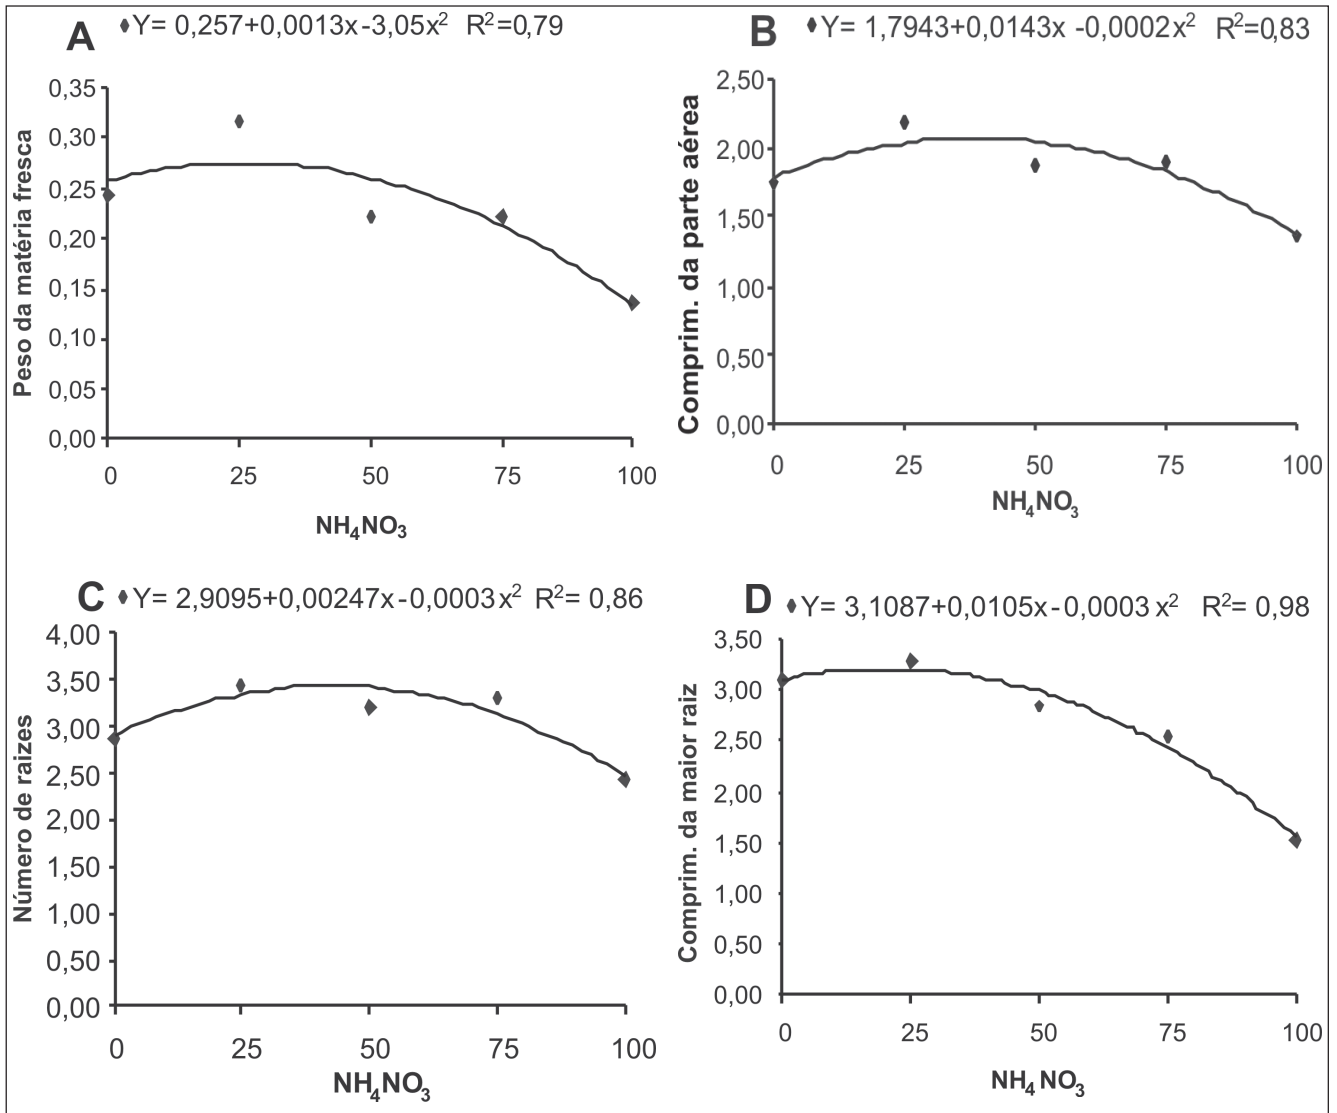 A Y= 0,257+0,0013x-3,05x² R²=0,79
0,35
0,30
0,25
0,20
0,15
0,10
0,05
0,00
Peso da matéria fresca
0 25 50 75 100
NH₄NO₃
B Y= 1,7943+0,0143x -0,0002x² R²=0,83
2,50
2,00
1,50
1,00
0,50
0,00
Comprim. da parte aérea
0 25 50 75 100
NH₄NO₃
C Y= 2,9095+0,00247x-0,0003x² R²= 0,86
4,00
3,50
3,00
2,50
2,00
1,50
1,00
0,50
0,00
Número de raizes
0 25 50 75 100
NH₄NO₃
D Y= 3,1087+0,0105x-0,0003 x² R²= 0,98
3,50
3,00
2,50
2,00
1,50
1,00
0,50
0,00
Comprim. da maior raiz
0 25 50 75 100
NH₄NO₃